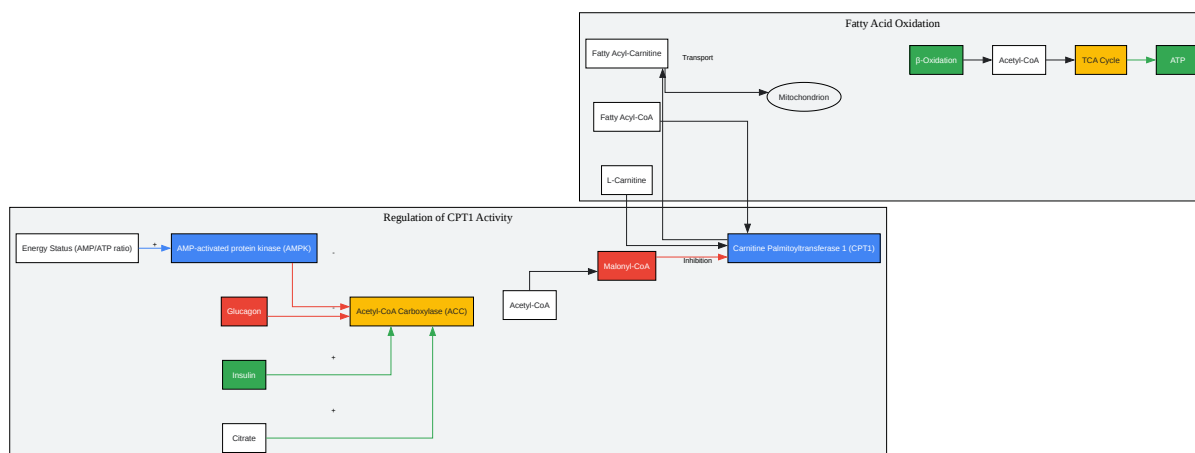 Fatty Acid Oxidation
Fatty Acyl-Carnitine
Transport
β-Oxidation
Acetyl-CoA
TCA Cycle
ATP
Mitochondrion
Fatty Acyl-CoA
L-Carnitine
Regulation of CPT1 Activity
Energy Status (AMP/ATP ratio)
+
AMP-activated protein kinase (AMPK)
-
Carnitine Palmitoyltransferase 1 (CPT1)
Malonyl-CoA
Inhibition
Acetyl-CoA
Glucagon
-
Acetyl-CoA Carboxylase (ACC)
+
Insulin
+
Citrate